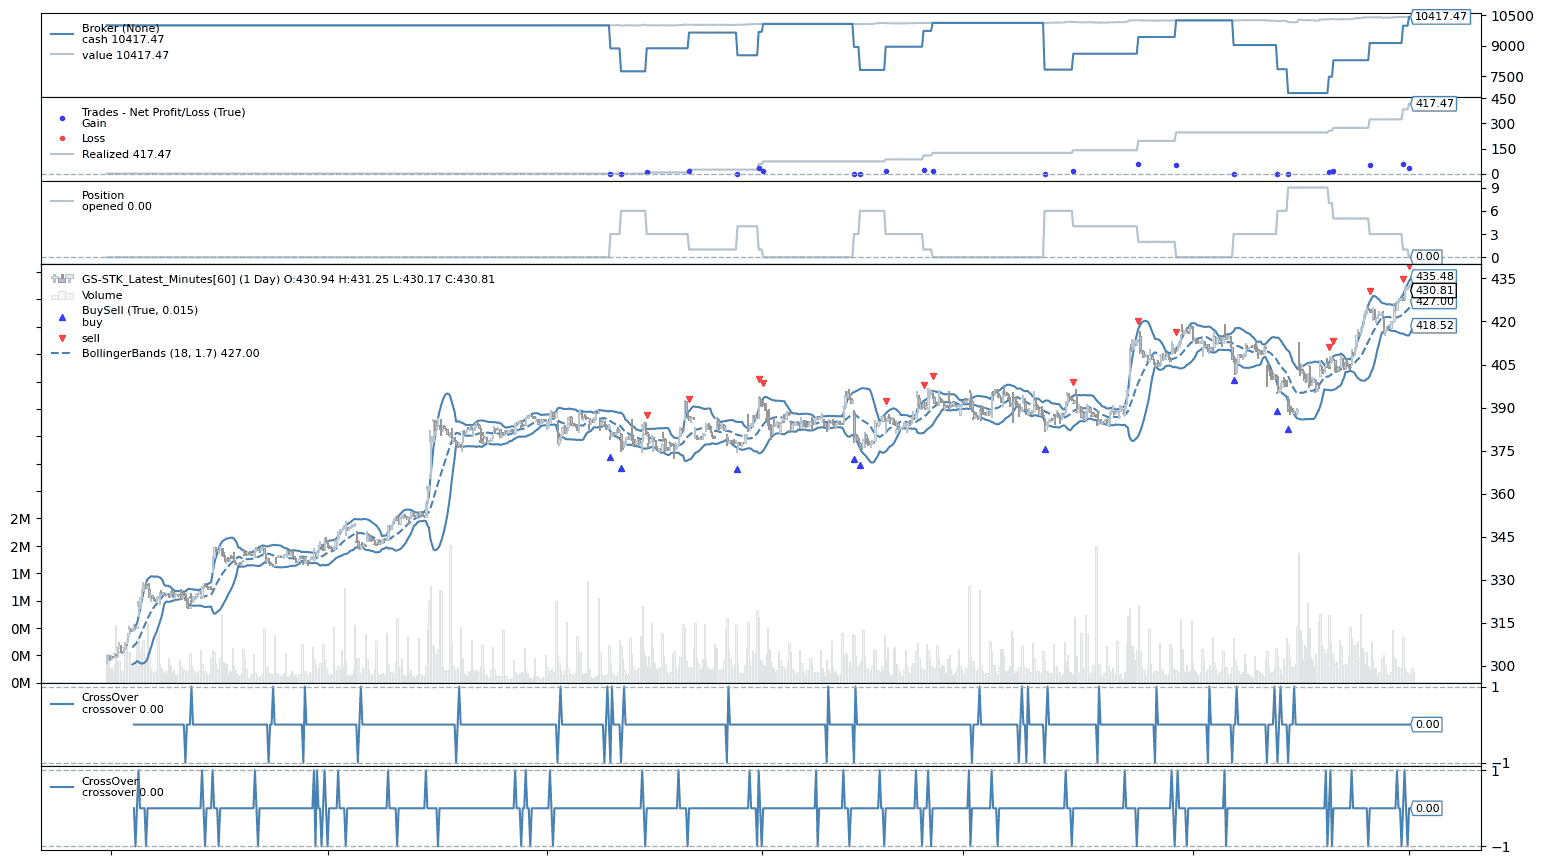 Broker (None)
cash 10417.47
value 10417.47
10417.47
10500
9000
7500
Trades - Net Profit/Loss (True)
Gain
Loss
Realized 417.47
417.47
450
300
150
0
Position
opened 0.00
0.00
9
6
3
0
GS-STK_Latest_Minutes[60] (1 Day) O:430.94 H:431.25 L:430.17 C:430.81
Volume
BuySell (True, 0.015)
buy
sell
BollingerBands (18, 1.7) 427.00
435.48
430.81
427.00
418.52
435
420
405
390
375
360
345
330
315
300
2M
2M
1M
1M
0M
0M
0M
CrossOver
crossover 0.00
0.00
1
−1
CrossOver
crossover 0.00
0.00
1
−1